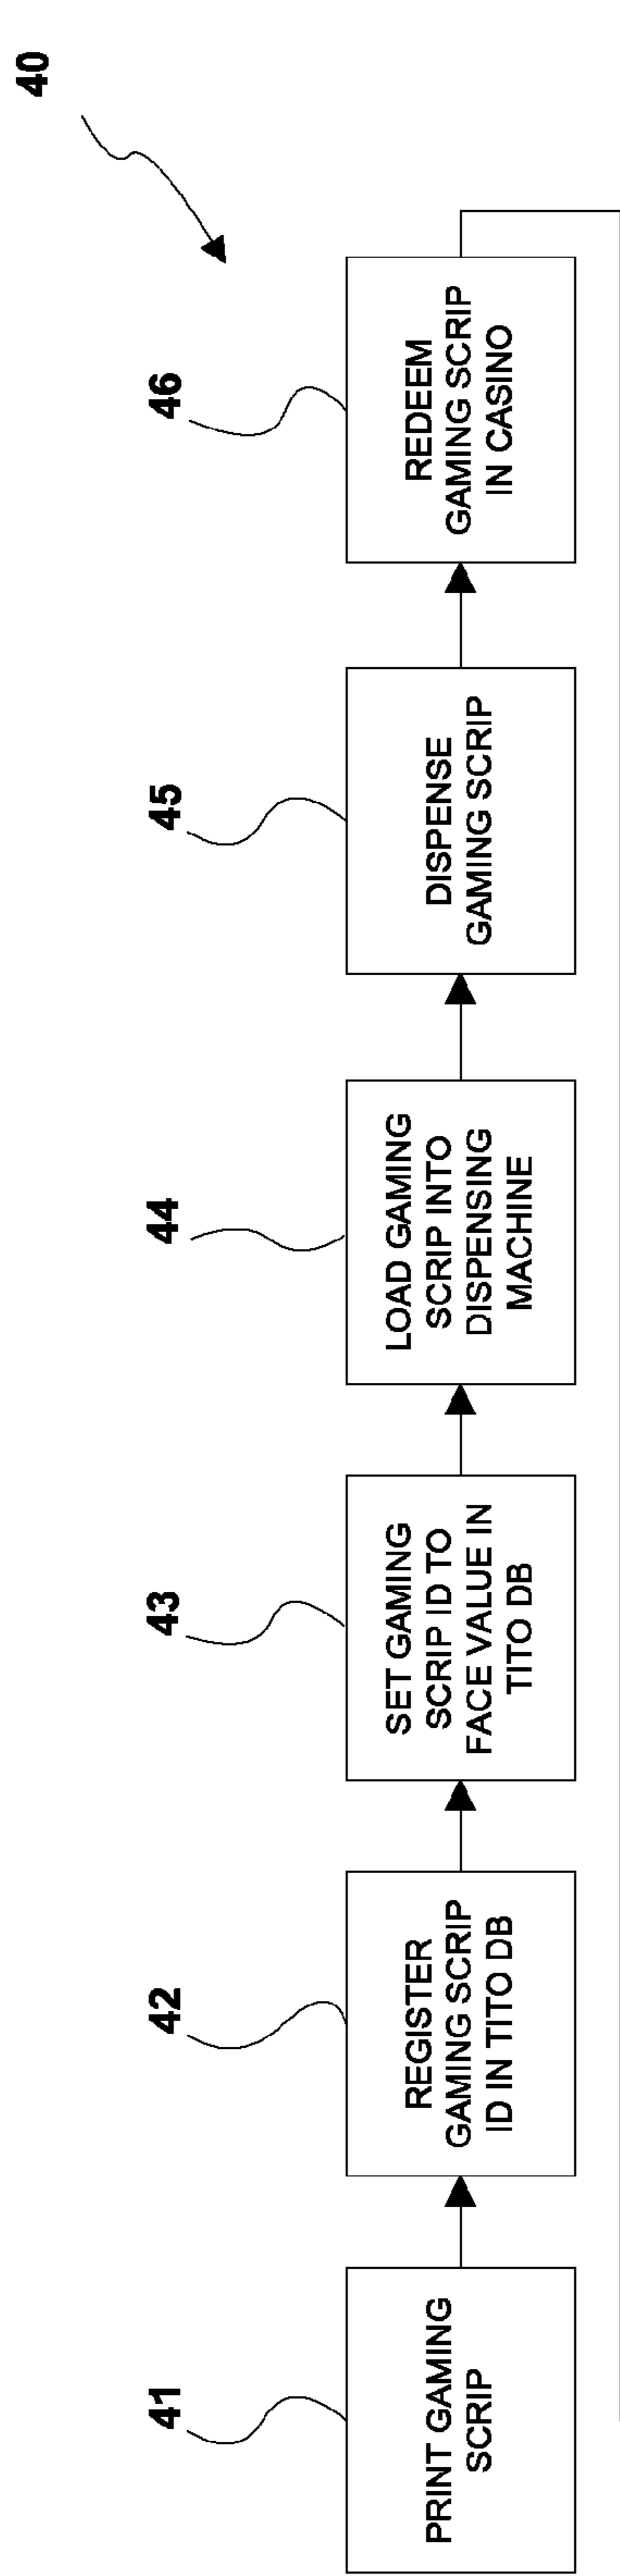 40
41
PRINT GAMING
SCRIP
42
REGISTER
GAMING SCRIP
ID IN TITO DB
43
SET GAMING
SCRIP ID TO
FACE VALUE IN
TITO DB
44
LOAD GAMING
SCRIP INTO
DISPENSING
MACHINE
45
DISPENSE
GAMING SCRIP
46
REDEEM
GAMING SCRIP
IN CASINO